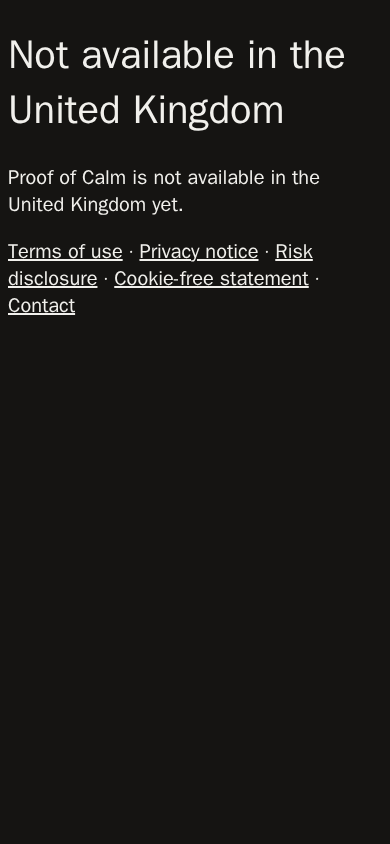 Not available in the
United Kingdom
Proof of Calm is not available in the
United Kingdom yet.
Terms of use · Privacy notice · Risk
disclosure · Cookie-free statement ·
Contact